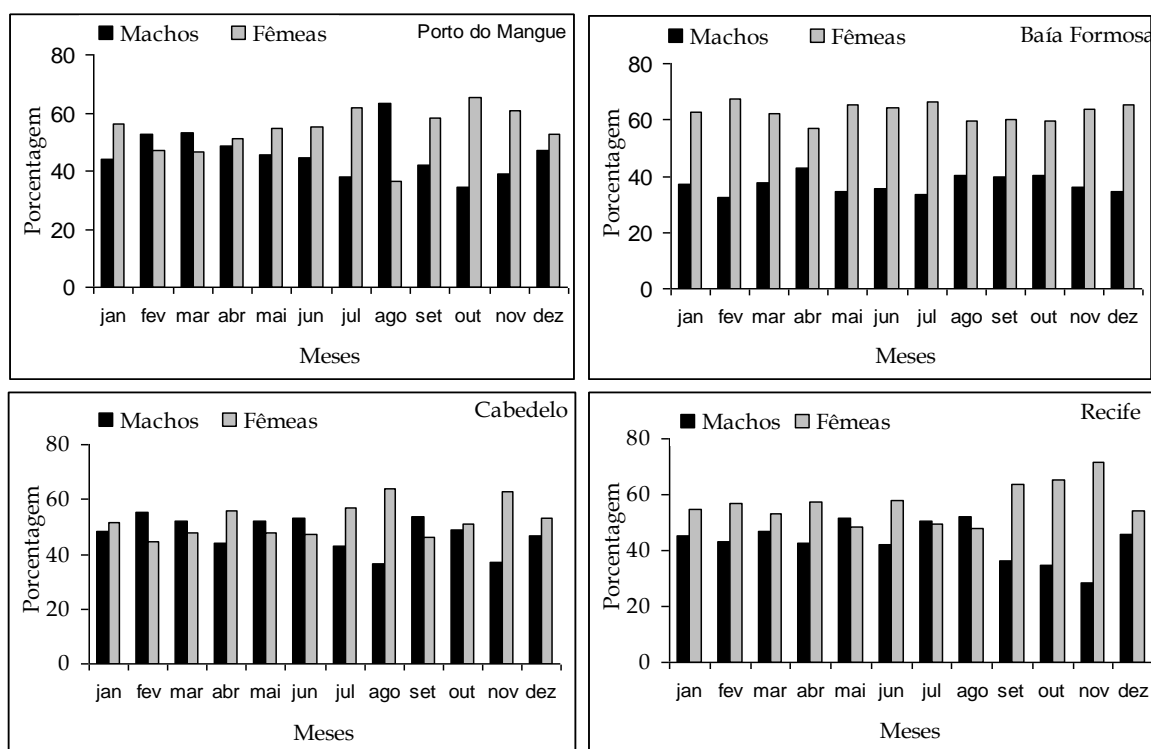 Machos Fêmeas Porto do Mangue
80
60
40
20
0
Porcentagem
jan fev mar abr mai jun jul ago set out nov dez
Meses
Machos Fêmeas Baía Formosa
80
60
40
20
0
Porcentagem
jan fev mar abr mai jun jul ago set out nov dez
Meses
Machos Fêmeas Cabedelo
80
60
40
20
0
Porcentagem
jan fev mar abr mai jun jul ago set out nov dez
Meses
Machos Fêmeas Recife
80
60
40
20
0
Porcentagem
jan fev mar abr mai jun jul ago set out nov dez
Meses